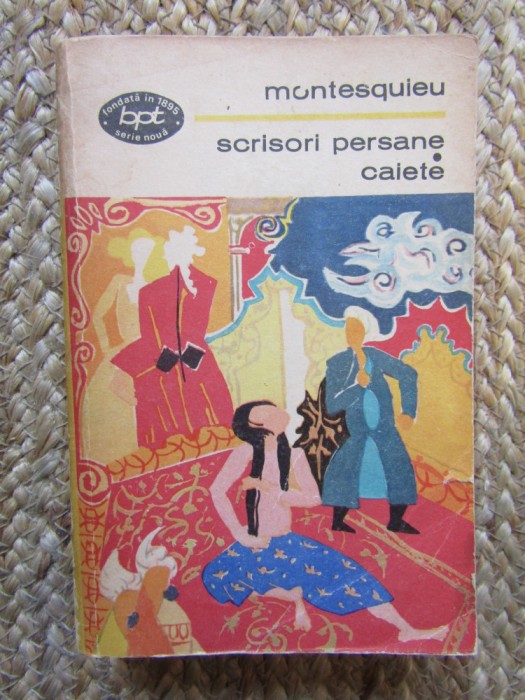 fondată în 1895
bpt
serie nouă
montesquieu
scrisori persane
caiete